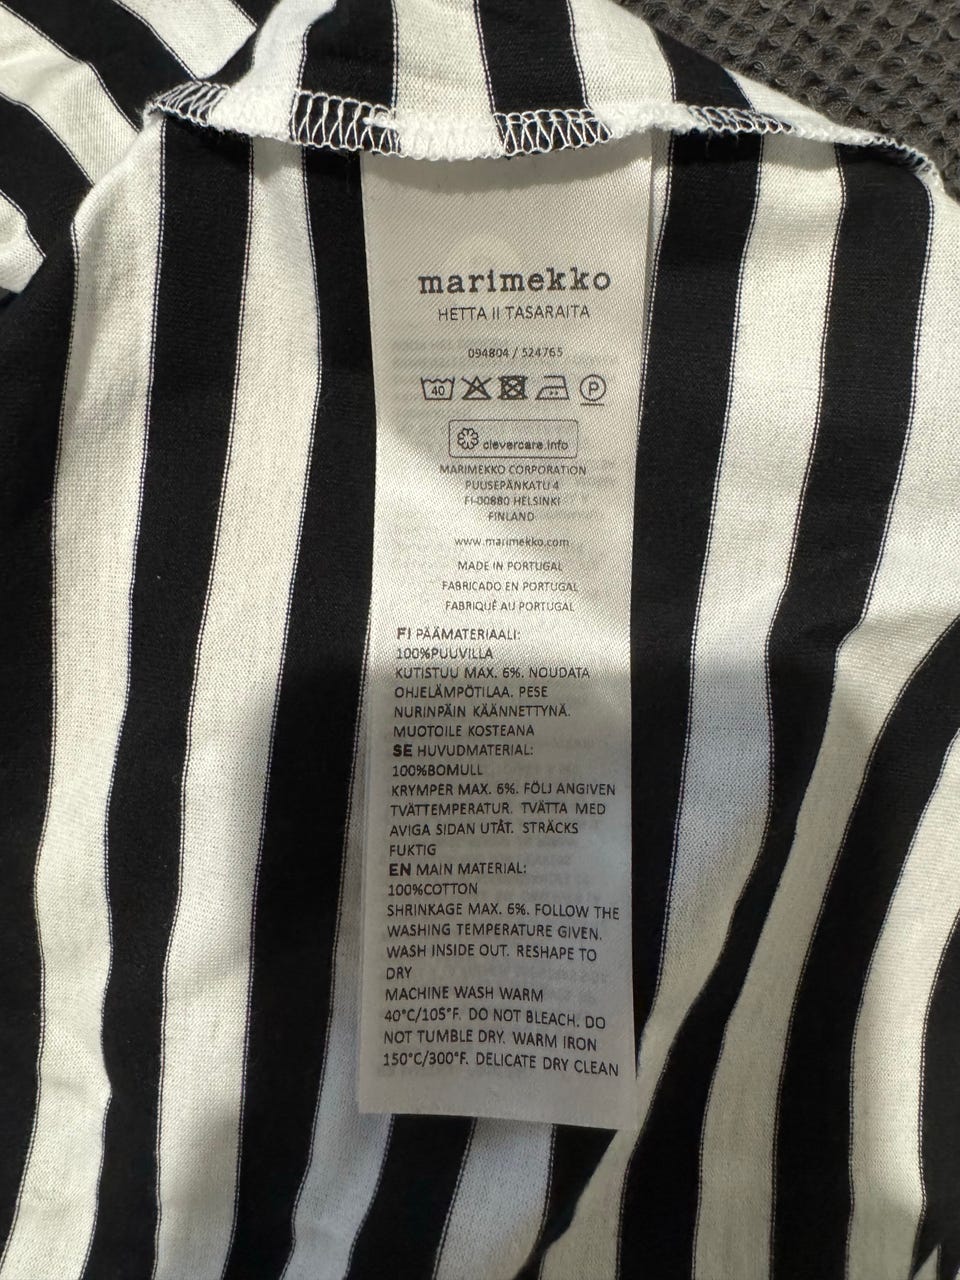 marimekko
HETTA II TASARAITA
094804 / 524765
40 P
clevercare.info
MARIMEKKO CORPORATION
PUUSEPÄNKATU 4
FI-00880 HELSINKI
FINLAND
www.marimekko.com
MADE IN PORTUGAL
FABRICADO EN PORTUGAL
FABRIQUÉ AU PORTUGAL
FI PÄÄMATERIAALI:
100%PUUVILLA
KUTISTUU MAX. 6%. NOUDATA
OHJELÄMPÖTILAA. PESE
NURINPÄIN KÄÄNNETTYNÄ.
MUOTOILE KOSTEANA
SE HUVUDMATERIAL:
100%BOMULL
KRYMPER MAX. 6%. FÖLJ ANGIVEN
TVÄTTEMPERATUR. TVÄTTA MED
AVIGA SIDAN UTÅT. STRÄCKS
FUKTIG
EN MAIN MATERIAL:
100%COTTON
SHRINKAGE MAX. 6%. FOLLOW THE
WASHING TEMPERATURE GIVEN.
WASH INSIDE OUT. RESHAPE TO
DRY
MACHINE WASH WARM
40°C/105°F. DO NOT BLEACH. DO
NOT TUMBLE DRY. WARM IRON
150°C/300°F. DELICATE DRY CLEAN